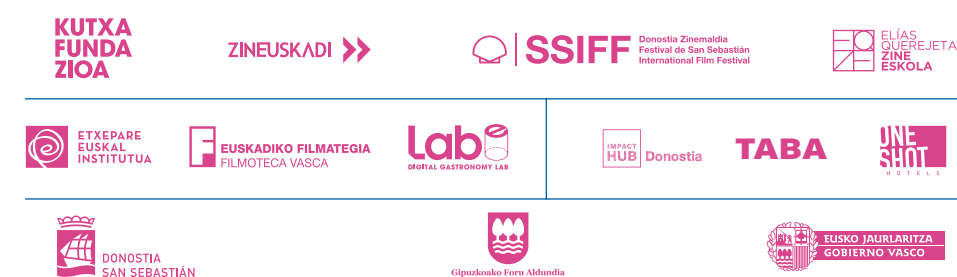 KUTXA
FUNDA
ZIOA
ZINEUSKADI
SSIFF
Donostia Zinemaldia
Festival de San Sebastián
International Film Festival
ELÍAS
QUEREJETA
ZINE
ESKOLA
ETXEPARE
EUSKAL
INSTITUTUA
EUSKADIKO FILMATEGIA
FILMOTECA VASCA
Labe
DIGITAL GASTRONOMY LAB
IMPACT
HUB Donostia
TABA
ONE
SHOT
HOTELS
DONOSTIA
SAN SEBASTIÁN
Gipuzkoako Foru Aldundia
EUSKO JAURLARITZA
GOBIERNO VASCO